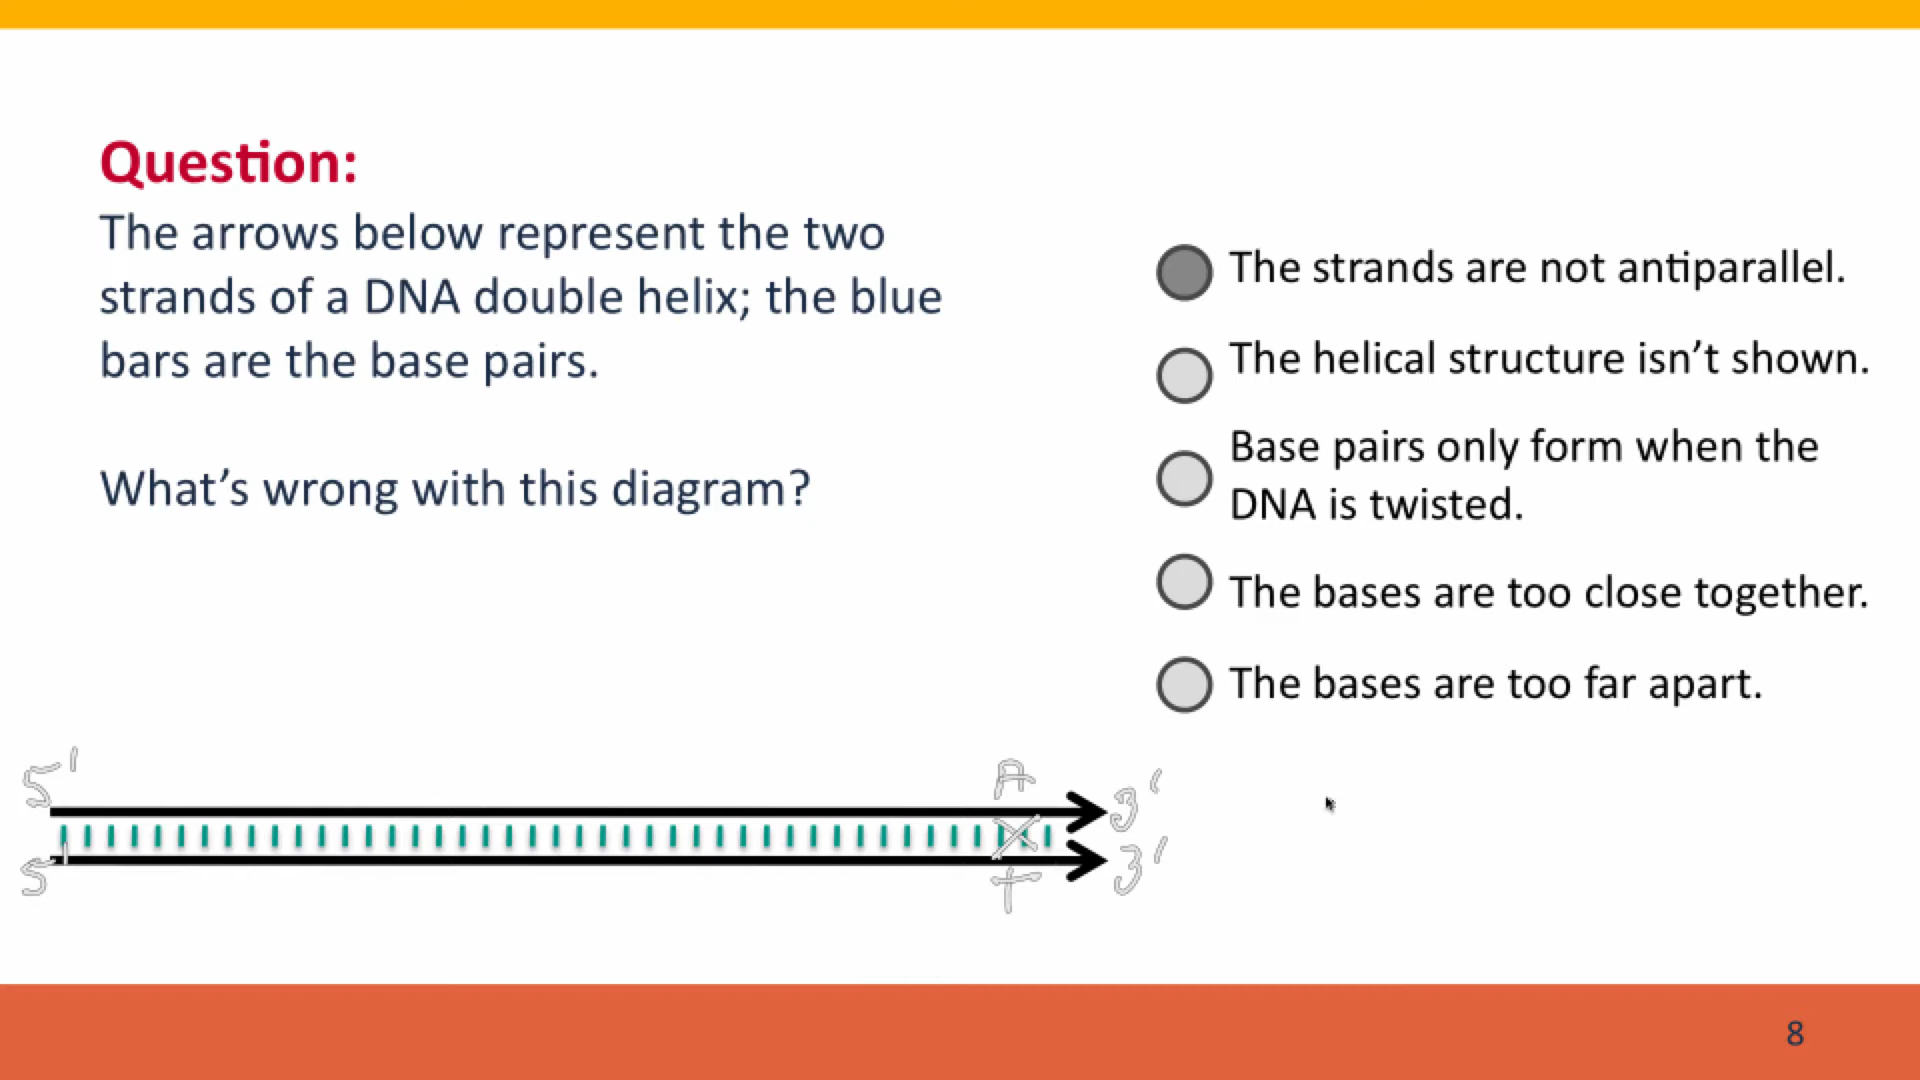 Question:
The arrows below represent the two
strands of a DNA double helix; the blue
bars are the base pairs.
What’s wrong with this diagram?
The strands are not antiparallel.
The helical structure isn’t shown.
Base pairs only form when the
DNA is twisted.
The bases are too close together.
The bases are too far apart.
5' A 3'
X
5' T 3'
8